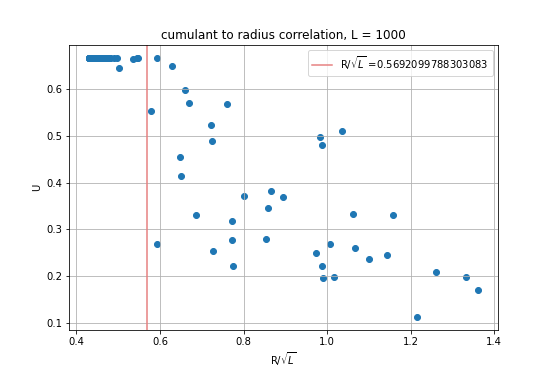 cumulant to radius correlation, L = 1000
R/√L =0.5692099788303083
U
0.6
0.5
0.4
0.3
0.2
0.1
0.4 0.6 0.8 1.0 1.2 1.4
R/√L